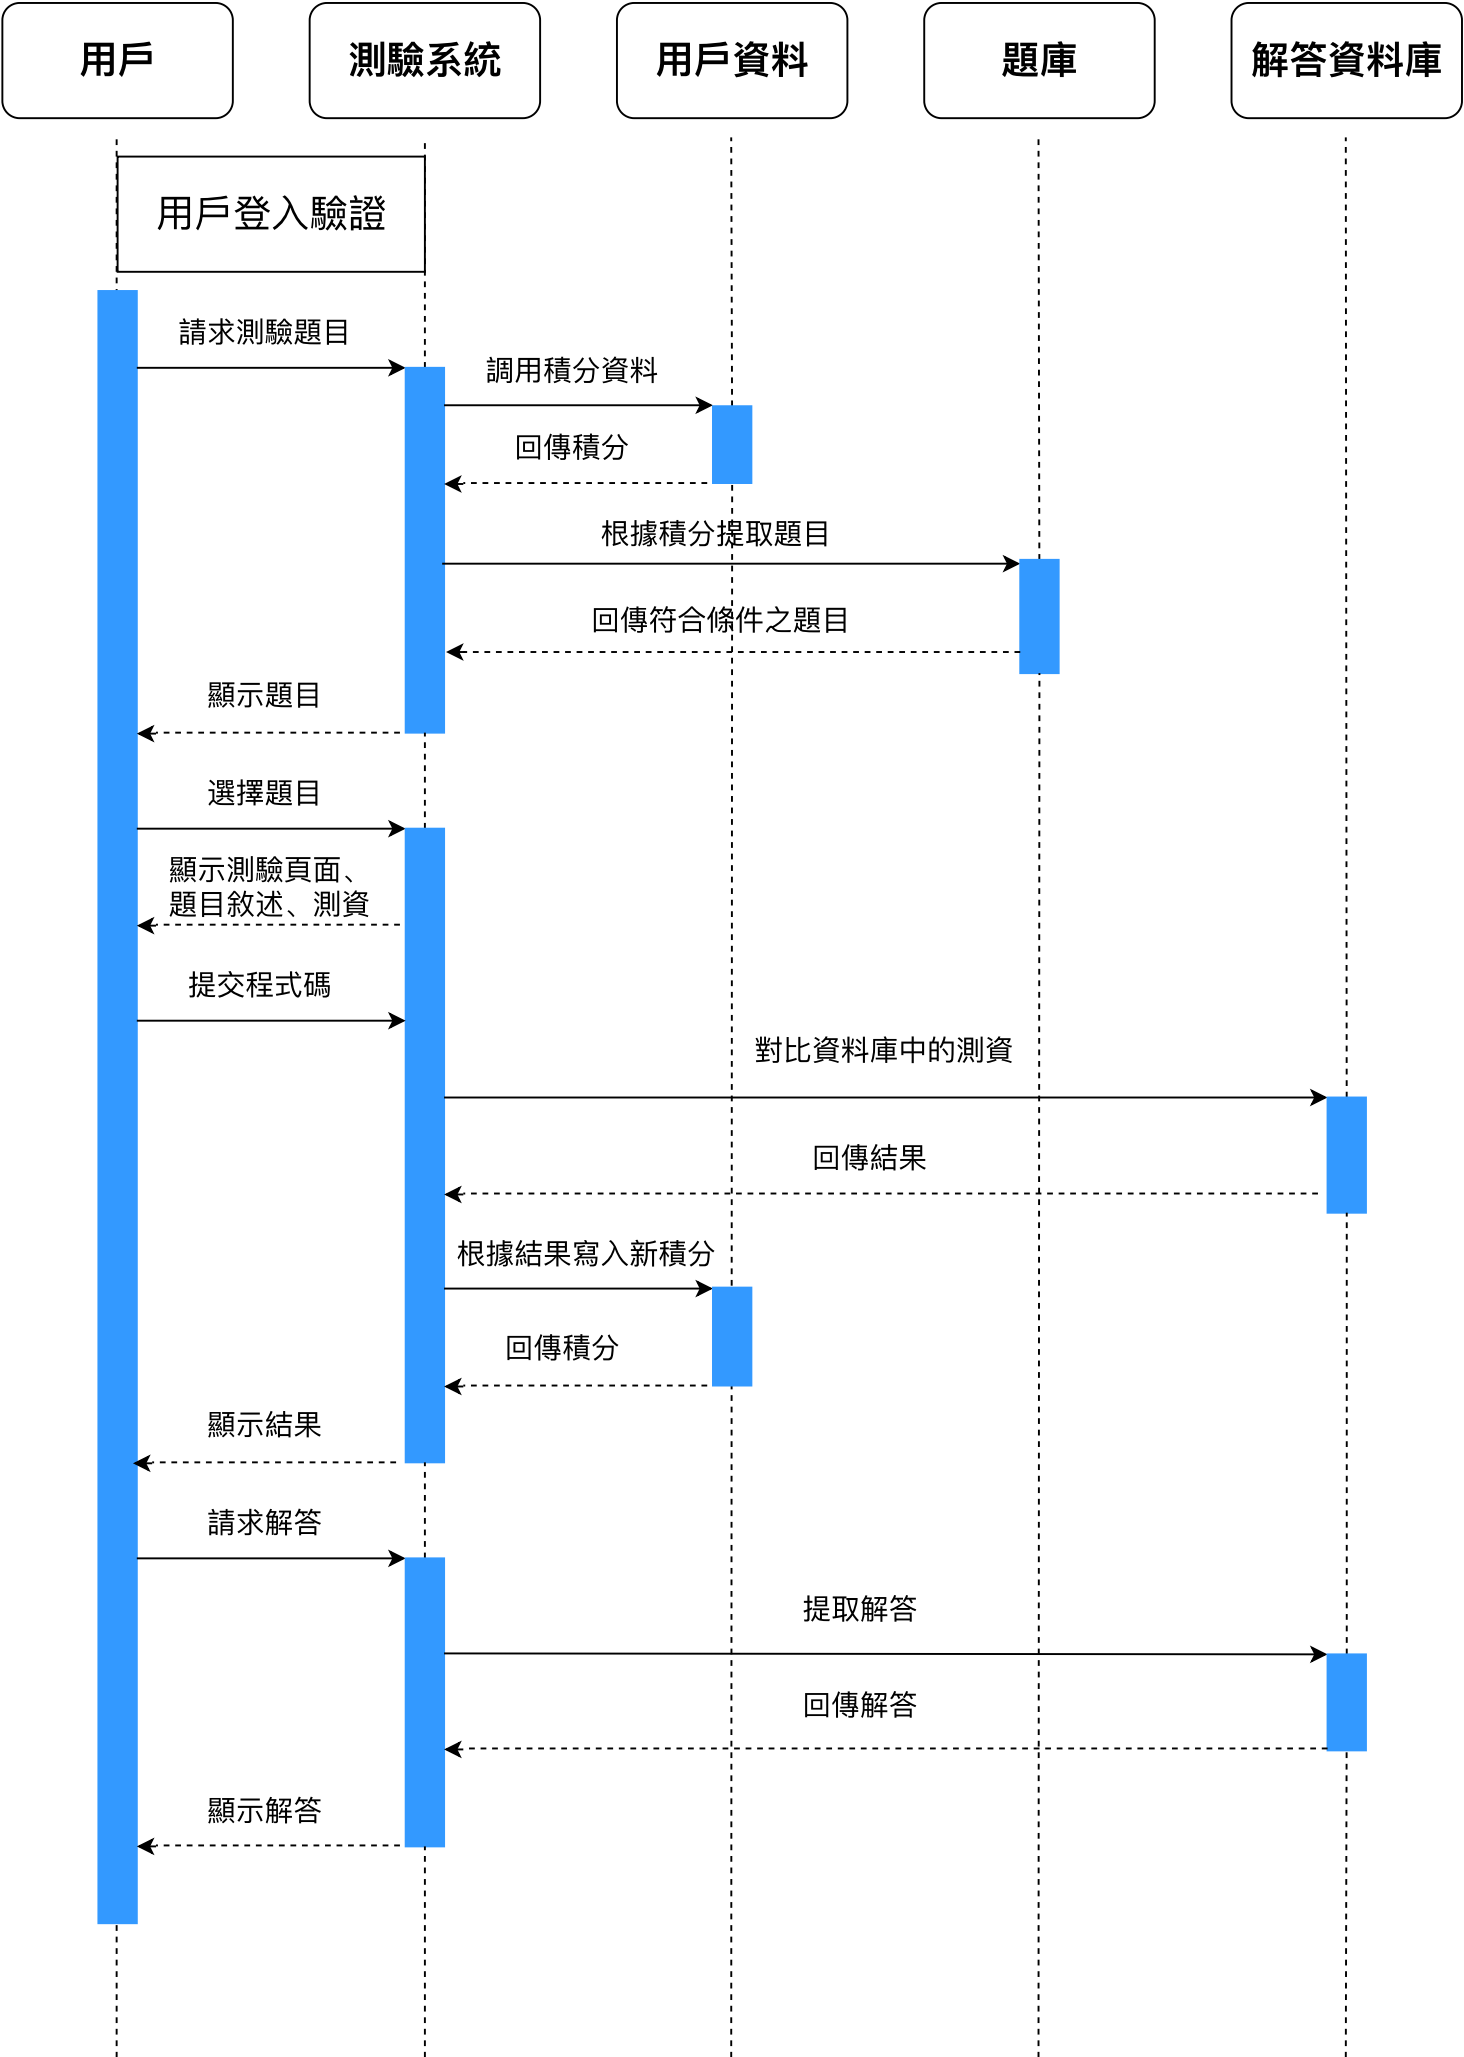 用戶
測驗系統
用戶資料
題庫
解答資料庫
用戶登入驗證
請求測驗題目
調用積分資料
回傳積分
根據積分提取題目
回傳符合條件之題目
顯示題目
選擇題目
顯示測驗頁面、
題目敘述、測資
提交程式碼
對比資料庫中的測資
回傳結果
根據結果寫入新積分
回傳積分
顯示結果
請求解答
提取解答
回傳解答
顯示解答